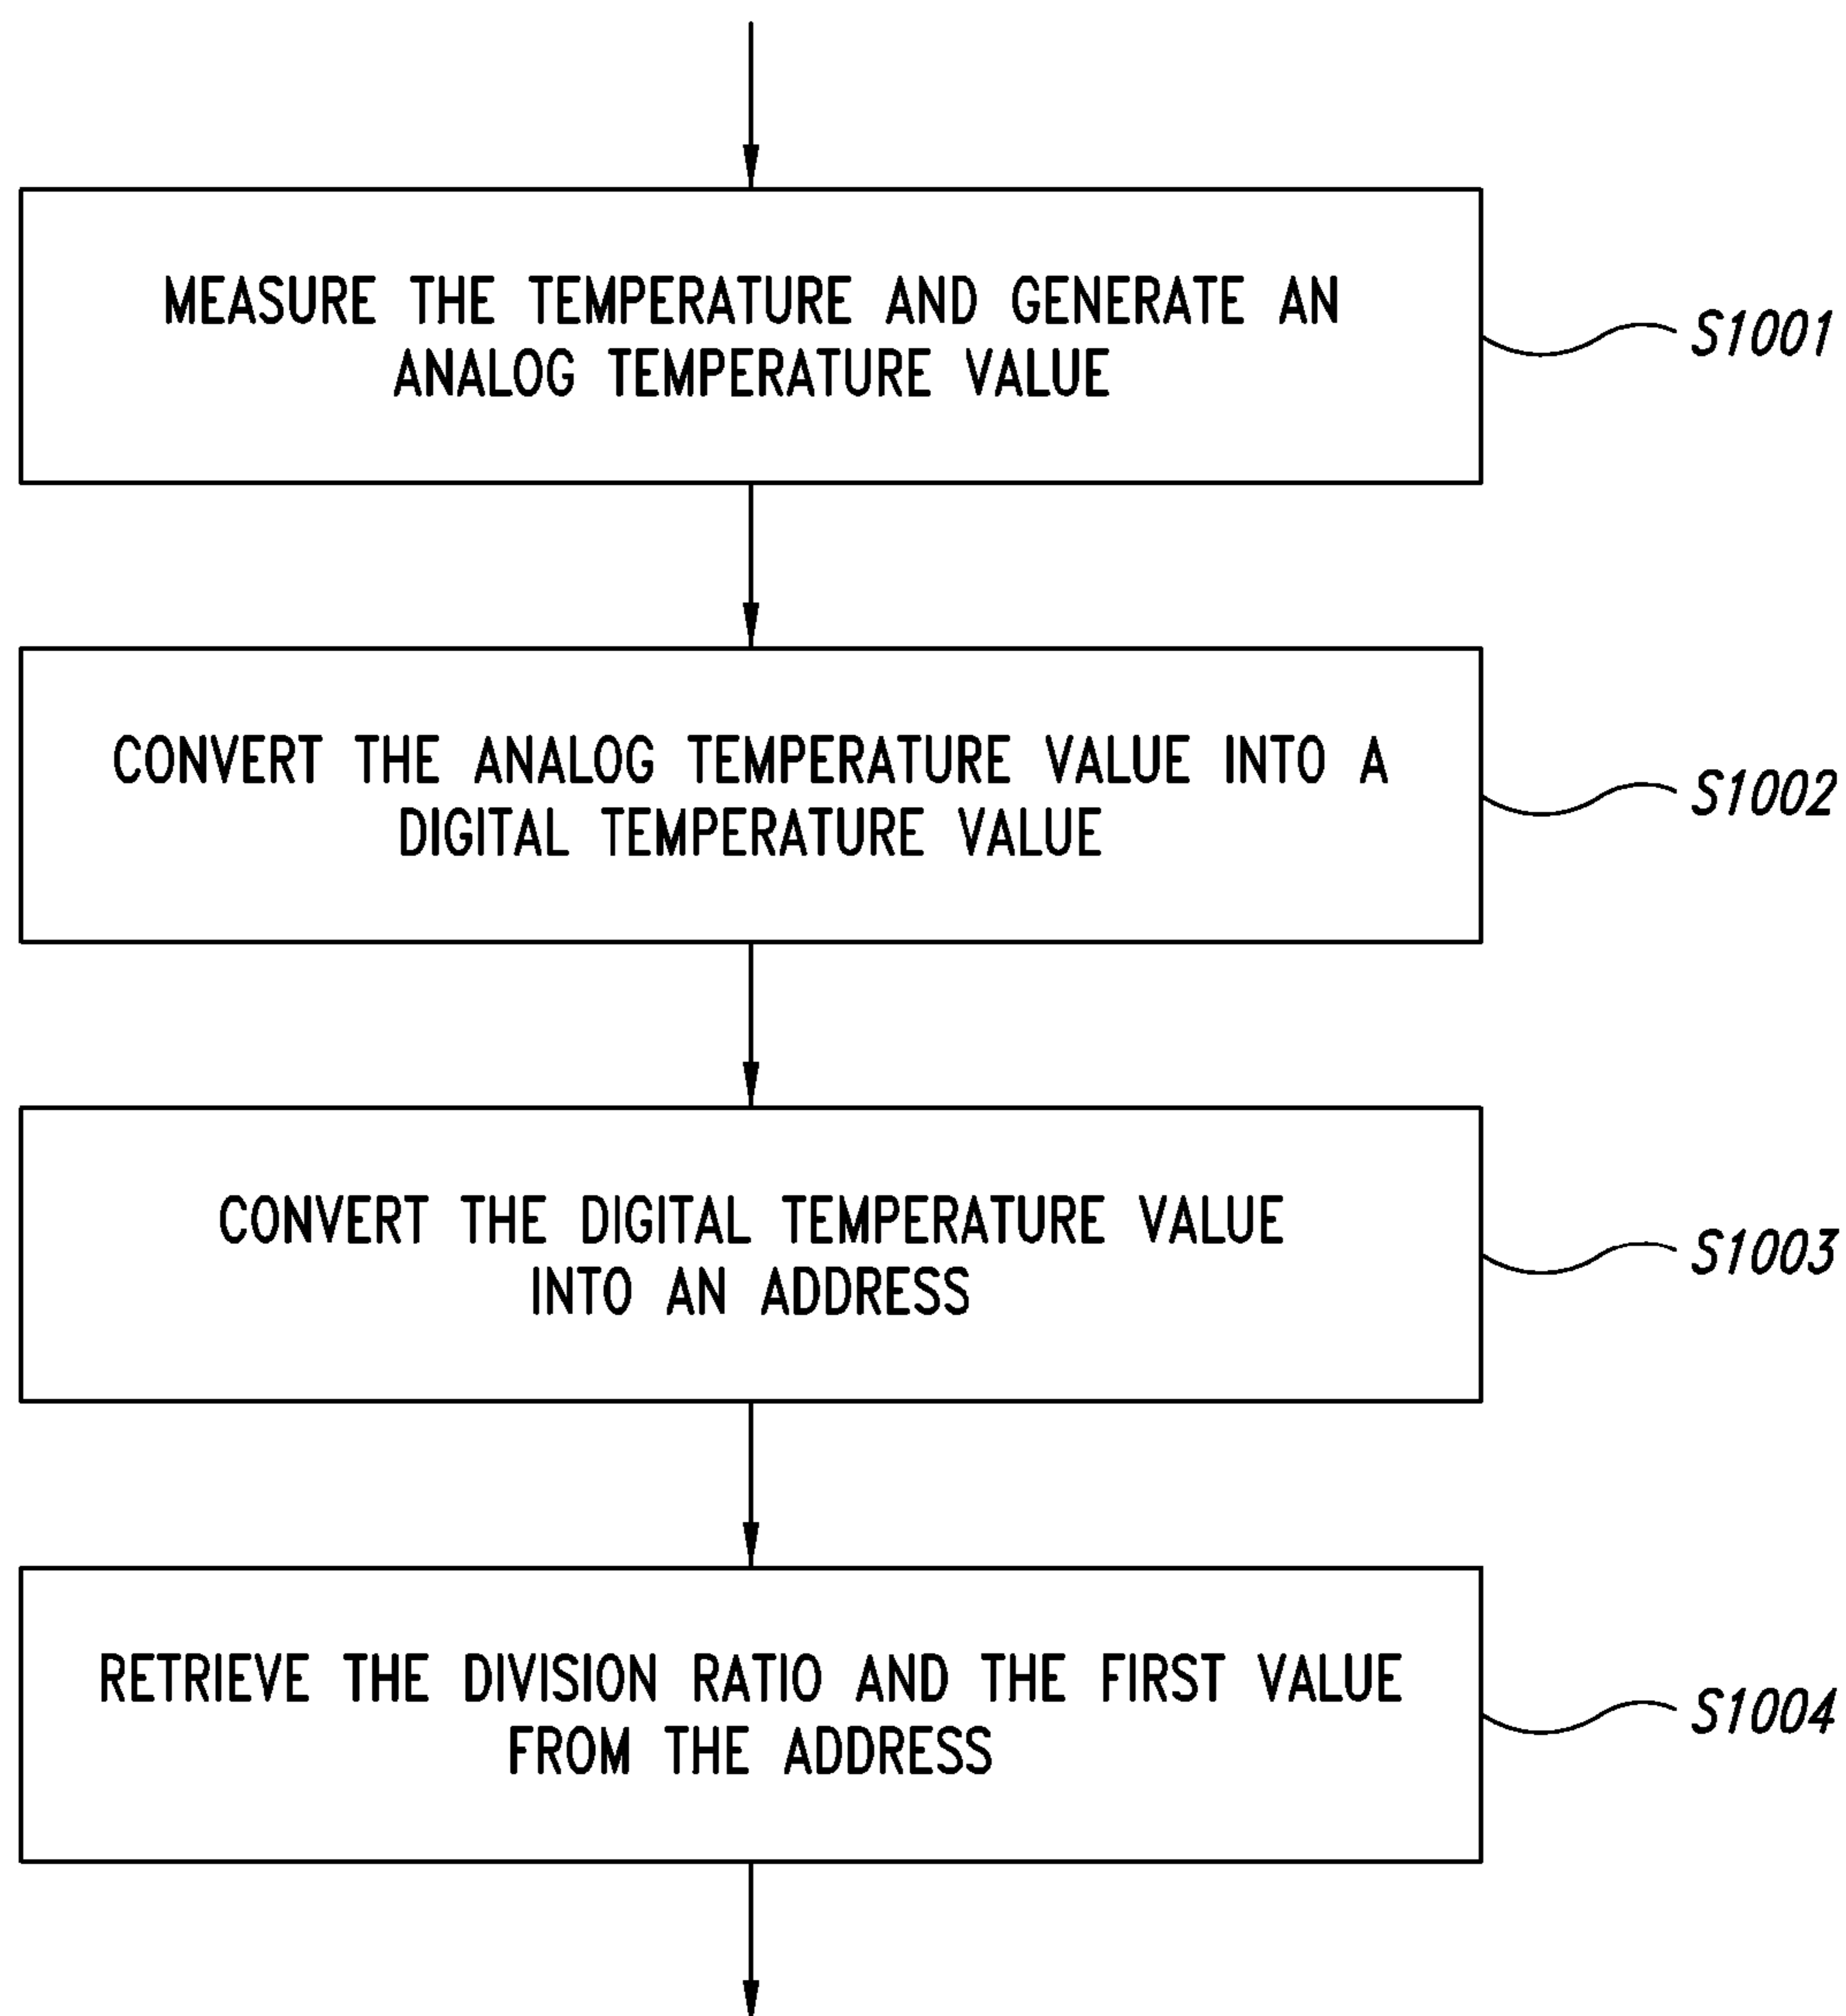 MEASURE THE TEMPERATURE AND GENERATE AN
ANALOG TEMPERATURE VALUE
S1001
CONVERT THE ANALOG TEMPERATURE VALUE INTO A
DIGITAL TEMPERATURE VALUE
S1002
CONVERT THE DIGITAL TEMPERATURE VALUE
INTO AN ADDRESS
S1003
RETRIEVE THE DIVISION RATIO AND THE FIRST VALUE
FROM THE ADDRESS
S1004